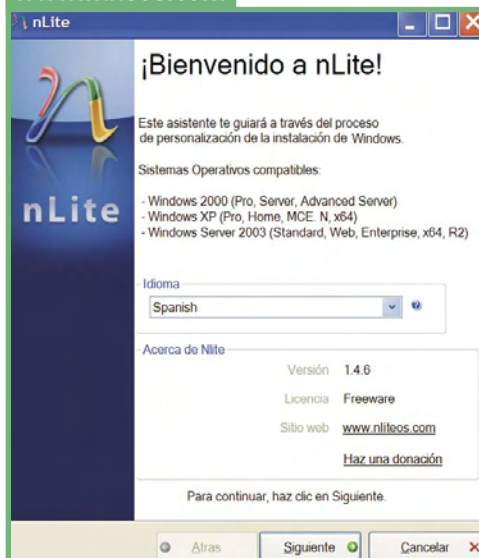 nLite
¡Bienvenido a nLite!
Este asistente te guiará a través del proceso
de personalización de la instalación de Windows.
Sistemas Operativos compatibles:
- Windows 2000 (Pro, Server, Advanced Server)
- Windows XP (Pro, Home, MCE. N, x64)
- Windows Server 2003 (Standard, Web, Enterprise, x64, R2)
nLite
Idioma
Spanish
Acerca de Nlite
Versión 1.4.6
Licencia Freeware
Sitio web www.nliteos.com
Haz una donación
Para continuar, haz clic en Siguiente.
Atras Siguiente Cancelar